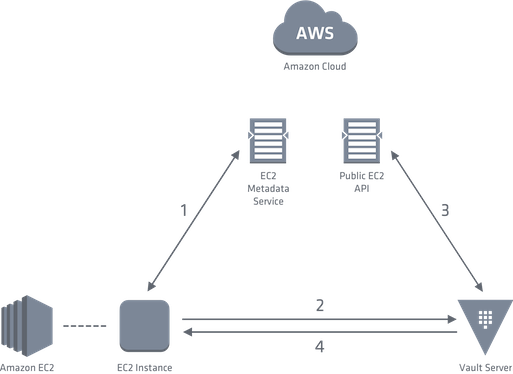 AWS
Amazon Cloud
EC2
Metadata
Service
Public EC2
API
1
3
2
4
Amazon EC2
EC2 Instance
Vault Server